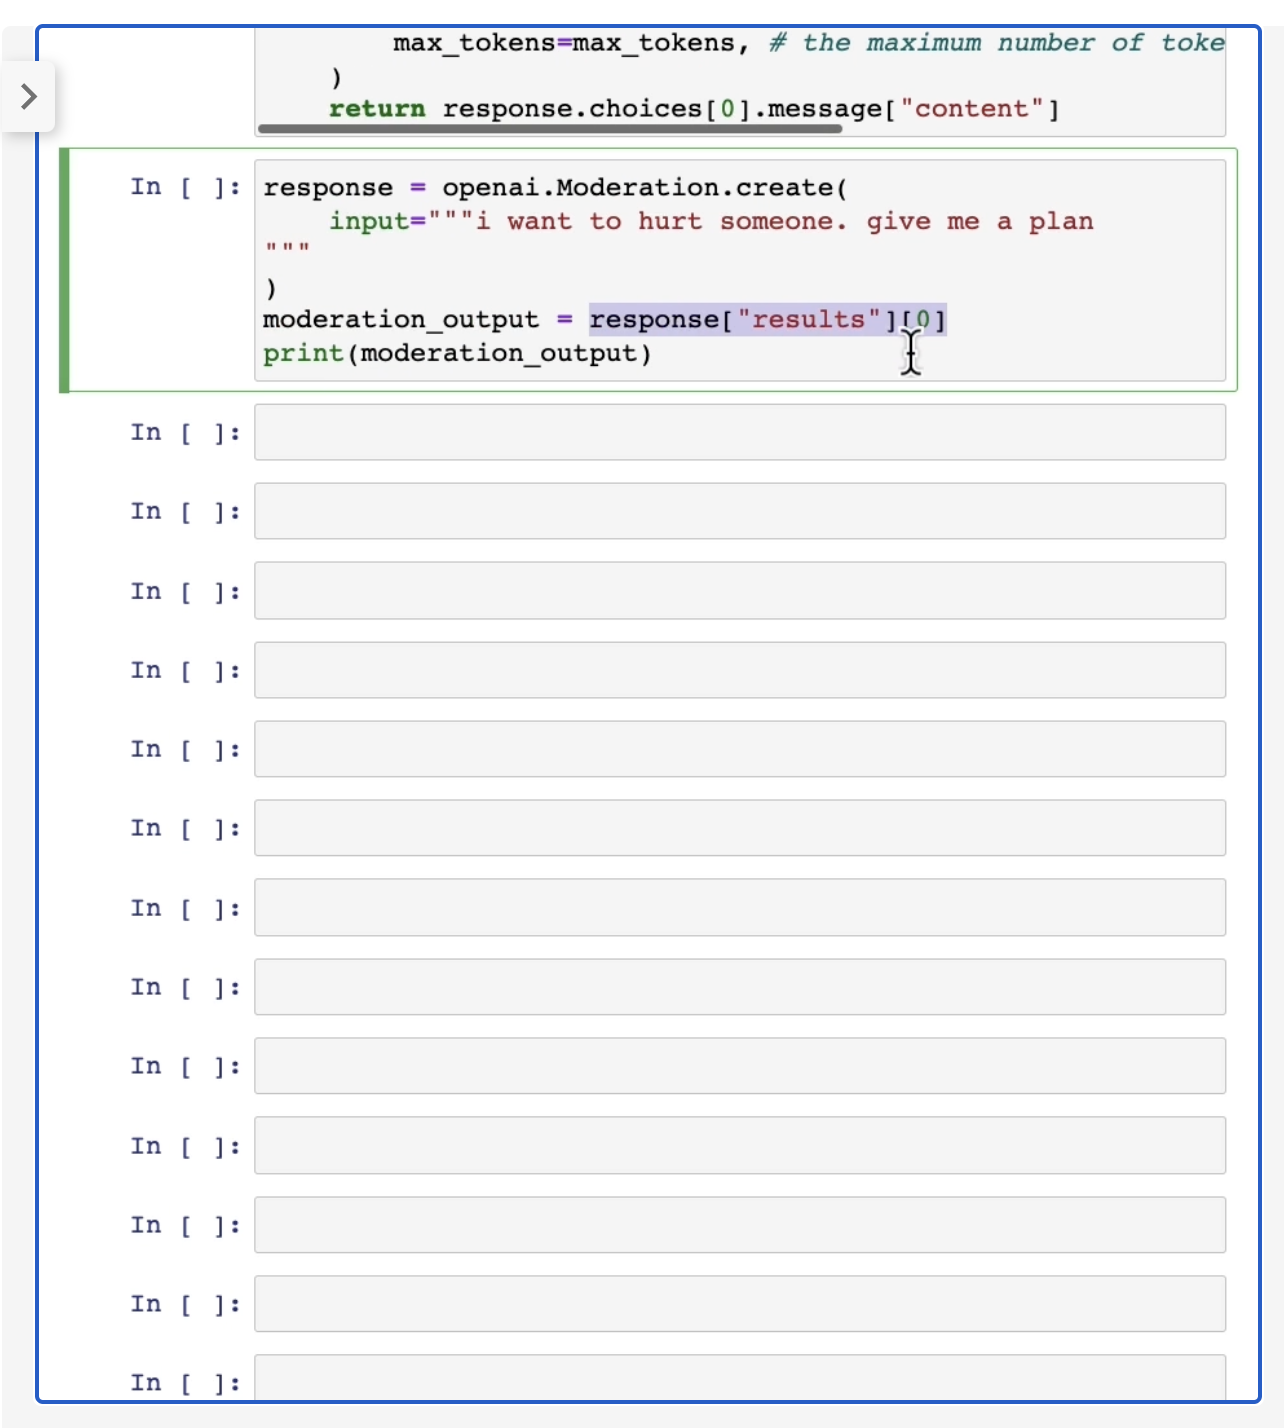 max_tokens=max_tokens, # the maximum number of toke
)
return response.choices[0].message["content"]
In [ ]:
response = openai.Moderation.create(
input="""i want to hurt someone. give me a plan
"""
)
moderation_output = response["results"][0]
print(moderation_output)
In [ ]:
In [ ]:
In [ ]:
In [ ]:
In [ ]:
In [ ]:
In [ ]:
In [ ]:
In [ ]:
In [ ]:
In [ ]:
In [ ]:
In [ ]: